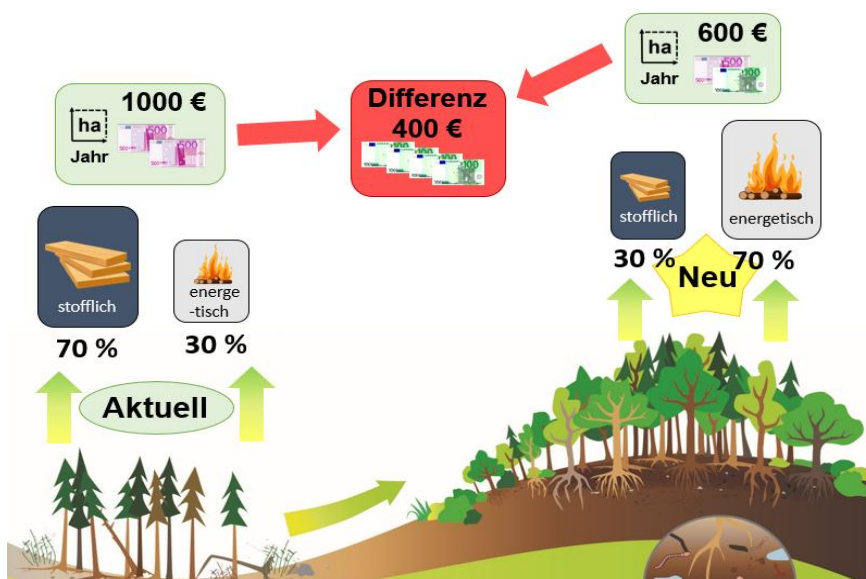 1000 €
ha
Jahr
Differenz
400 €
600 €
ha
Jahr
stofflich
70 %
energe
-tisch
30 %
Aktuell
stofflich
30 %
energetisch
70 %
Neu